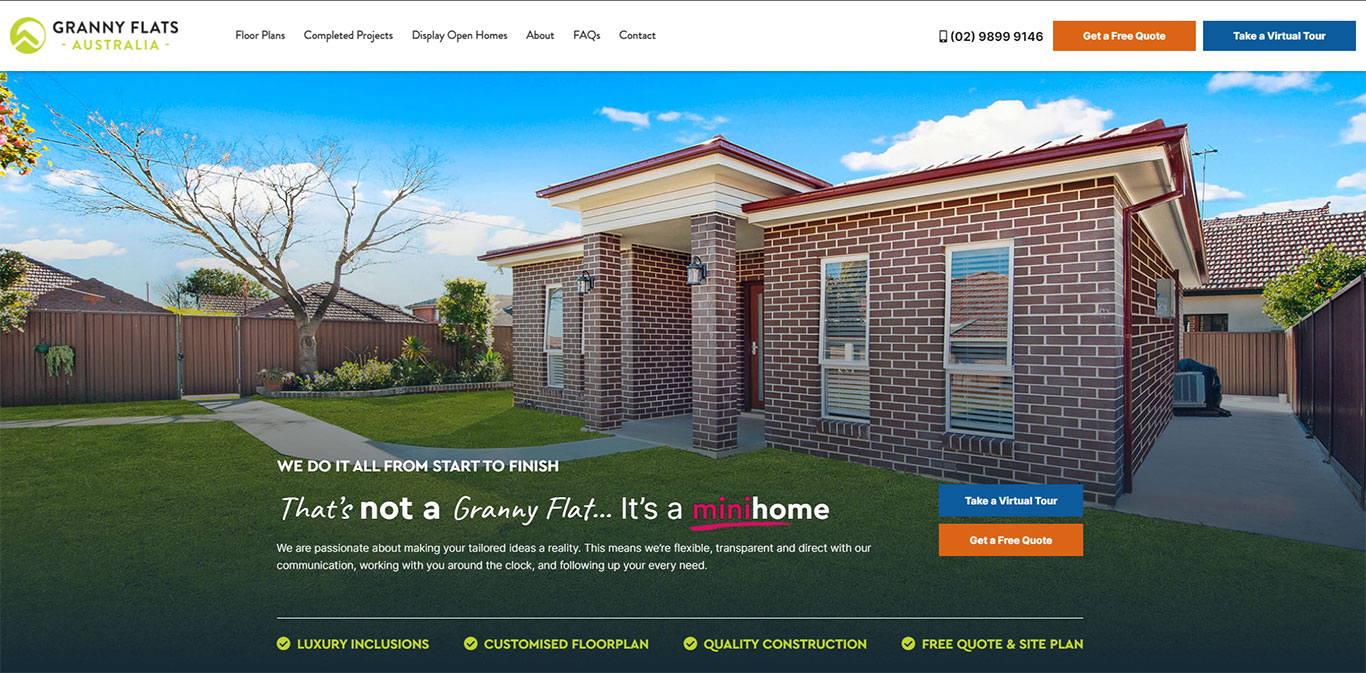 GRANNY FLATS
- AUSTRALIA -
Floor Plans Completed Projects Display Open Homes About FAQs Contact
(02) 9899 9146
Get a Free Quote
Take a Virtual Tour
WE DO IT ALL FROM START TO FINISH
That's not a Granny Flat... It's a minihome
We are passionate about making your tailored ideas a reality. This means we're flexible, transparent and direct with our
communication, working with you around the clock, and following up your every need.
Take a Virtual Tour
Get a Free Quote
LUXURY INCLUSIONS CUSTOMISED FLOORPLAN QUALITY CONSTRUCTION FREE QUOTE & SITE PLAN